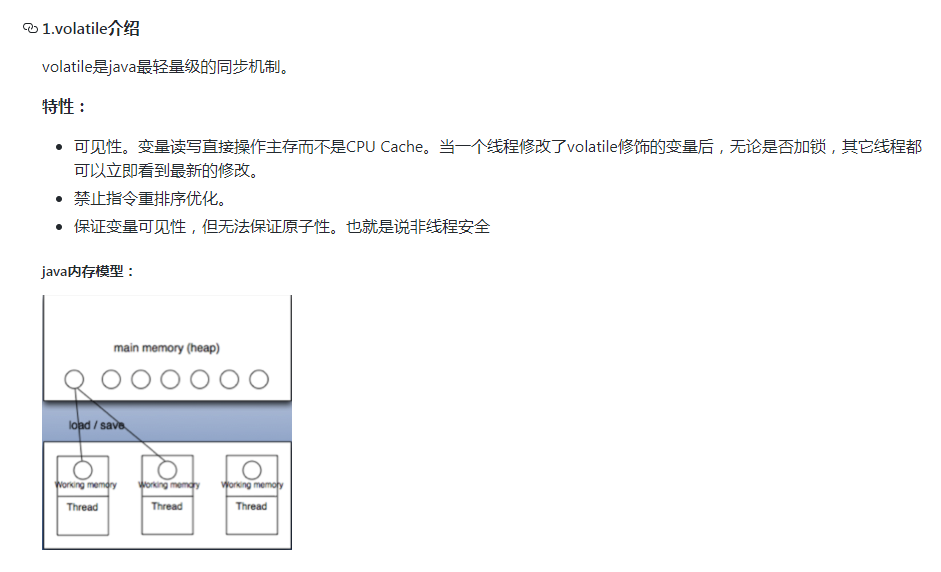 1.volatile介绍
volatile是java最轻量级的同步机制。
特性：
可见性。变量读写直接操作主存而不是CPU Cache。当一个线程修改了volatile修饰的变量后，无论是否加锁，其它线程都
可以立即看到最新的修改。
禁止指令重排序优化。
保证变量可见性，但无法保证原子性。也就是说非线程安全
java内存模型：
main memory (heap)
load / save
Working memory Working memory Working memory
Thread Thread Thread